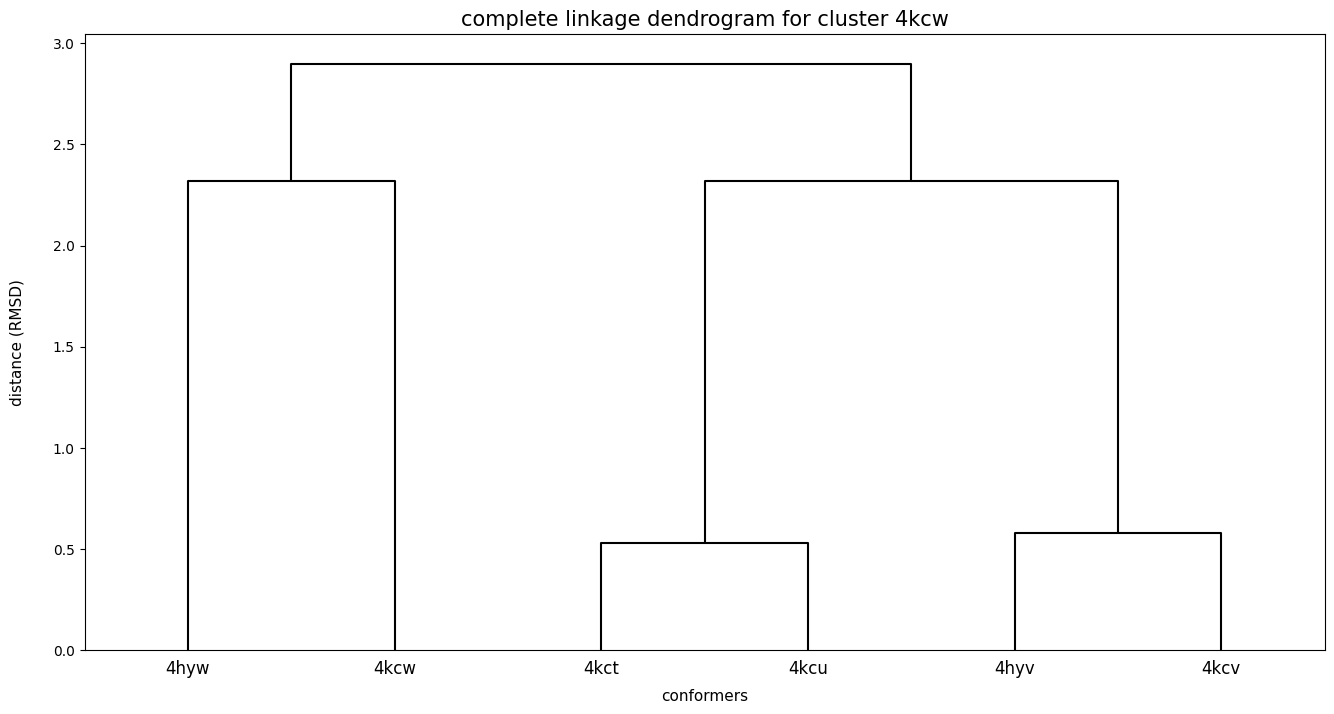 complete linkage dendrogram for cluster 4kcw
3.0
2.5
2.0
1.5
1.0
0.5
0.0
distance (RMSD)
4hyw 4kcw 4kct 4kcu 4hyv 4kcv
conformers